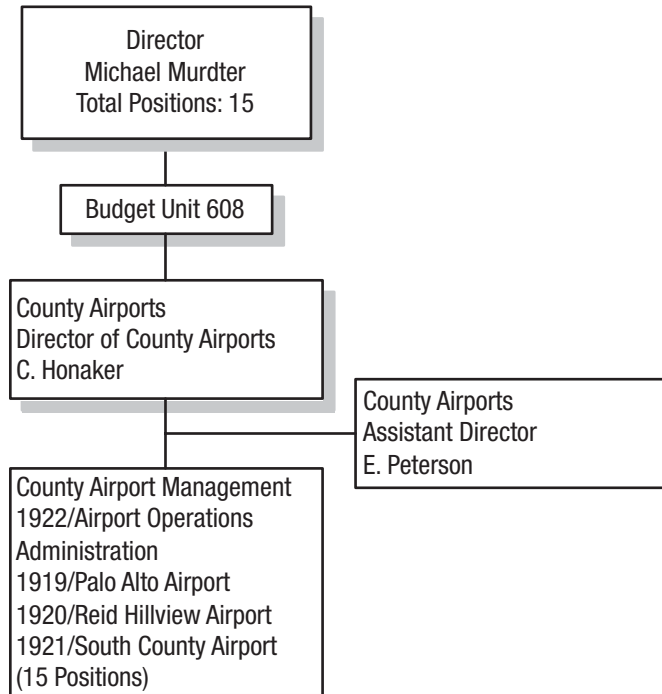 Director
Michael Murdter
Total Positions: 15
Budget Unit 608
County Airports
Director of County Airports
C. Honaker
County Airports
Assistant Director
E. Peterson
County Airport Management
1922/Airport Operations
Administration
1919/Palo Alto Airport
1920/Reid Hillview Airport
1921/South County Airport
(15 Positions)